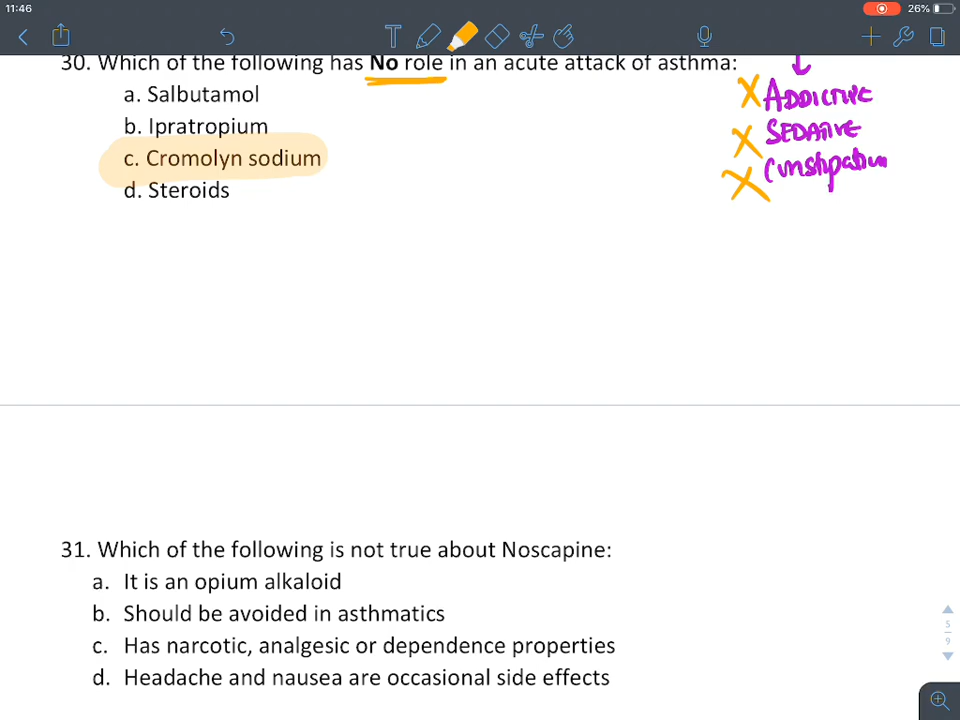 11:46
26%
T
30. Which of the following has No role in an acute attack of asthma:
a. Salbutamol
b. Ipratropium
c. Cromolyn sodium
d. Steroids
X ADDICTIVE
X SEDATIVE
X Constipation
31. Which of the following is not true about Noscapine:
a. It is an opium alkaloid
b. Should be avoided in asthmatics
c. Has narcotic, analgesic or dependence properties
d. Headache and nausea are occasional side effects
5
9